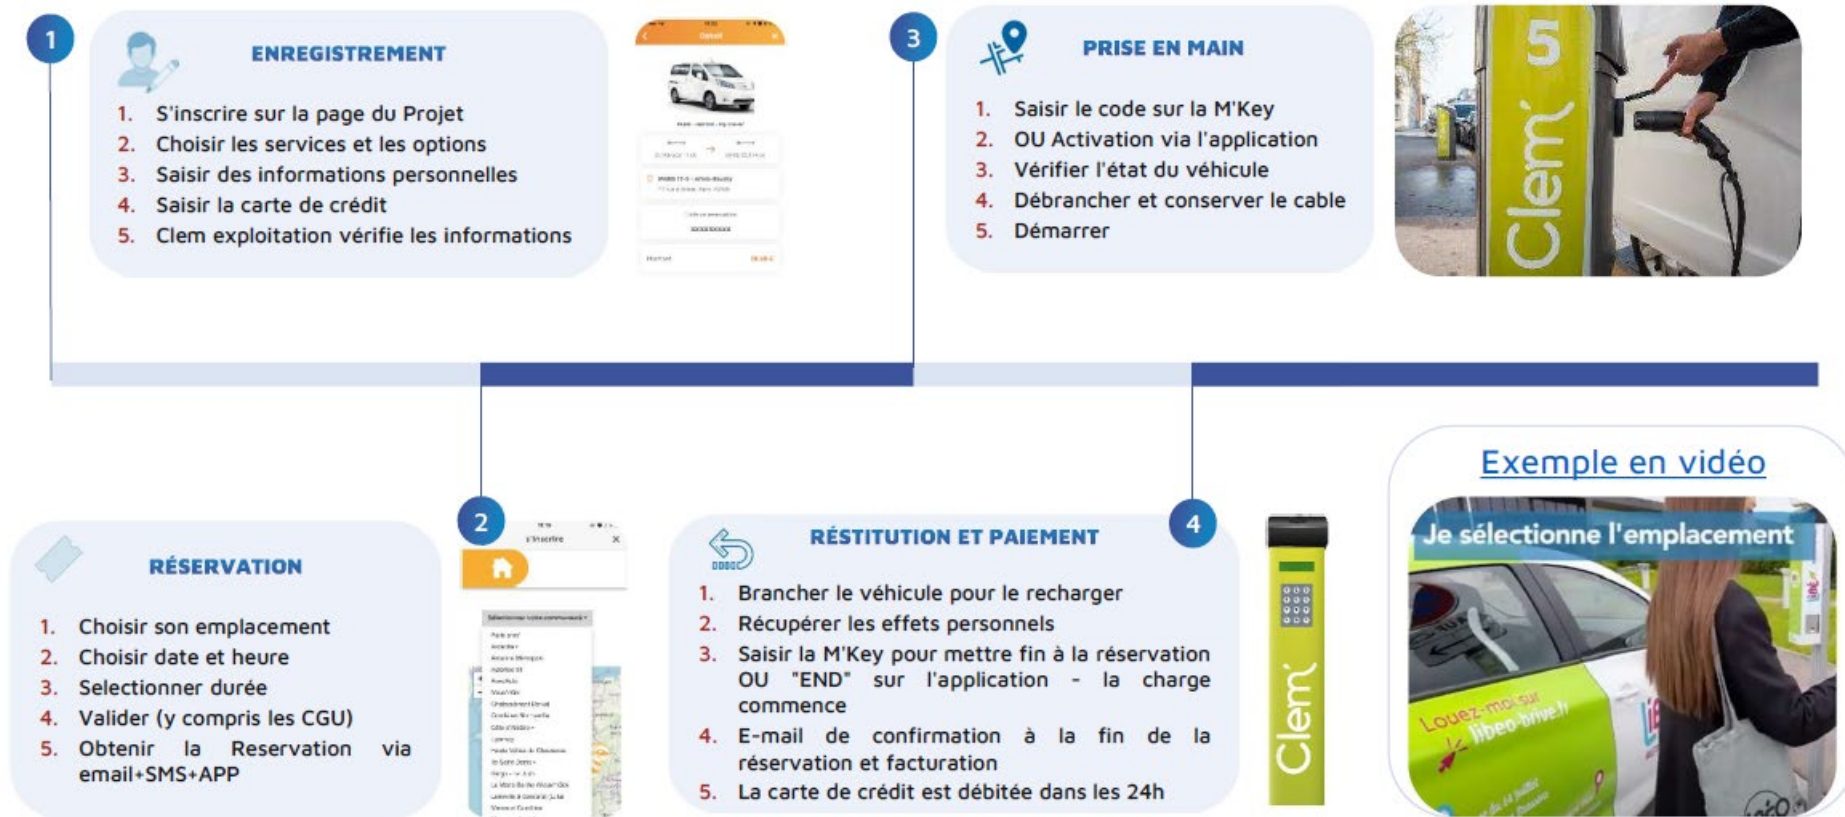 1
ENREGISTREMENT
1. S'inscrire sur la page du Projet
2. Choisir les services et les options
3. Saisir des informations personnelles
4. Saisir la carte de crédit
5. Clem exploitation vérifie les informations
3
PRISE EN MAIN
1. Saisir le code sur la M'Key
2. OU Activation via l'application
3. Vérifier l'état du véhicule
4. Débrancher et conserver le cable
5. Démarrer
5
Clem'
2
RÉSERVATION
1. Choisir son emplacement
2. Choisir date et heure
3. Selectionner durée
4. Valider (y compris les CGU)
5. Obtenir la Reservation via
email+SMS+APP
s'inscrire
4
RÉSTITUTION ET PAIEMENT
1. Brancher le véhicule pour le recharger
2. Récupérer les effets personnels
3. Saisir la M'Key pour mettre fin à la réservation
OU "END" sur l'application - la charge
commence
4. E-mail de confirmation à la fin de la
réservation et facturation
5. La carte de crédit est débitée dans les 24h
Clem'
Exemple en vidéo
Je sélectionne l'emplacement
Louez-moi sur
libeo-brive.fr